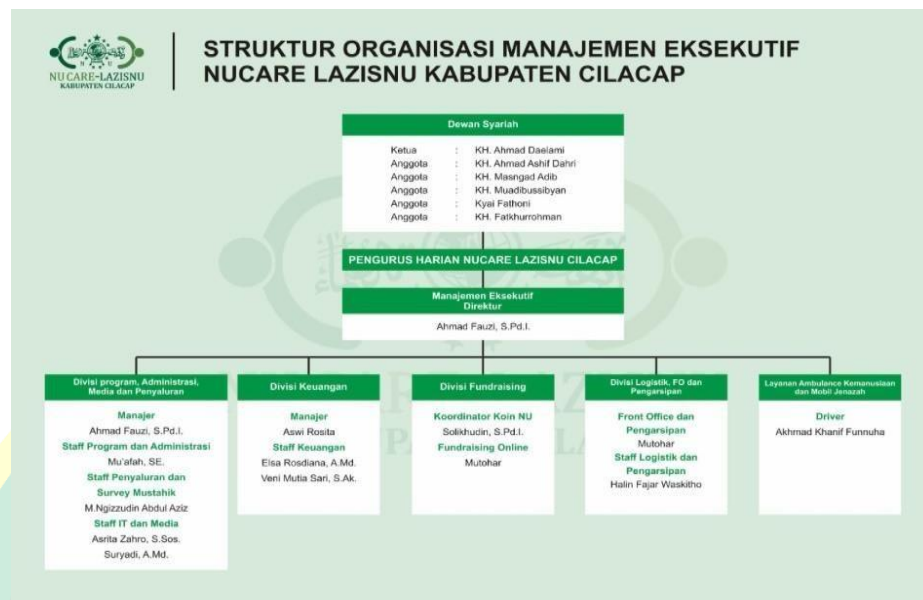 NU CARE-LAZISNU
KABUPATEN CILACAP
STRUKTUR ORGANISASI MANAJEMEN EKSEKUTIF
NUCARE LAZISNU KABUPATEN CILACAP
Dewan Syariah
Ketua : KH. Ahmad Daelami
Anggota : KH. Ahmad Ashif Dahri
Anggota : KH. Masngad Adib
Anggota : KH. Muadibussibyan
Anggota : Kyai Fathoni
Anggota : KH. Fatkhurrohman
PENGURUS HARIAN NUCARE LAZISNU CILACAP
Manajemen Eksekutif
Direktur
Ahmad Fauzi, S.Pd.I.
Divisi program, Administrasi,
Media dan Penyaluran
Manajer
Ahmad Fauzi, S.Pd.I.
Staff Program dan Administrasi
Mu'afah, SE.
Staff Penyaluran dan
Survey Mustahik
M.Ngizzudin Abdul Aziz
Staff IT dan Media
Asrita Zahro, S.Sos.
Suryadi, A.Md.
Divisi Keuangan
Manajer
Aswi Rosita
Staff Keuangan
Elsa Rosdiana, A.Md.
Veni Mutia Sari, S.Ak.
Divisi Fundraising
Koordinator Koin NU
Solikhudin, S.Pd.I.
Fundraising Online
Mutohar
Divisi Logistik, FO dan
Pengarsipan
Front Office dan
Pengarsipan
Mutohar
Staff Logistik dan
Pengarsipan
Halin Fajar Waskitho
Layanan Ambulance Kemanusiaan
dan Mobil Jenazah
Driver
Akhmad Khanif Funnuha